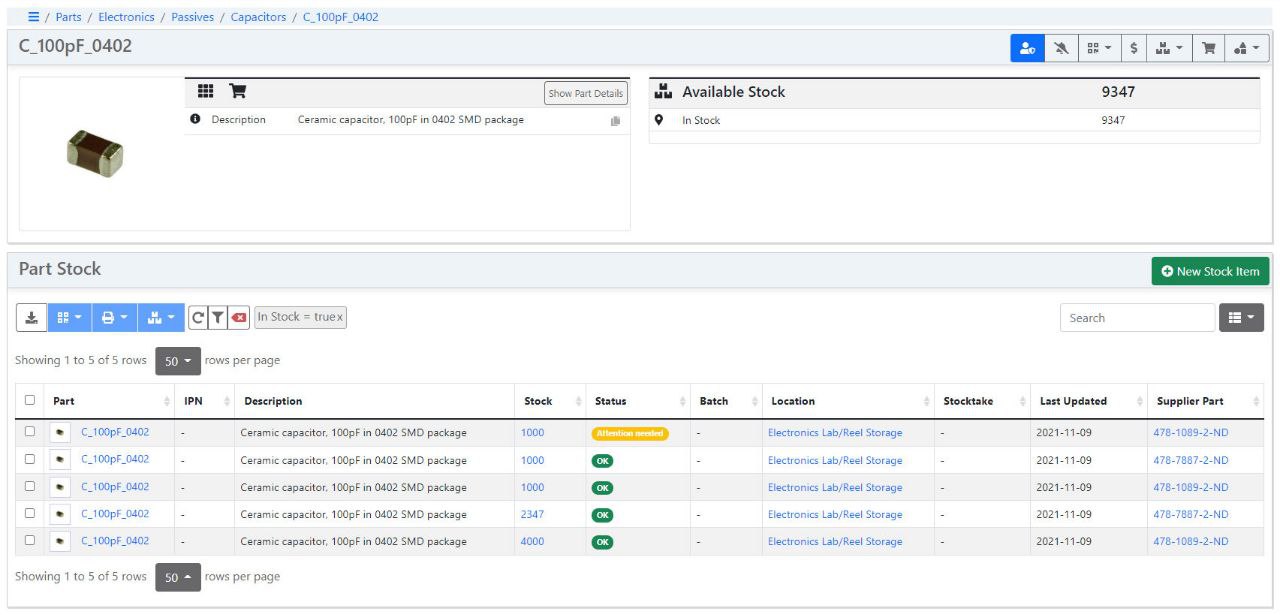 / Parts / Electronics / Passives / Capacitors / C_100pF_0402
C_100pF_0402
$
Show Part Details
Description Ceramic capacitor, 100pF in 0402 SMD package
Available Stock 9347
In Stock 9347
Part Stock
New Stock Item
In Stock = truex
Search
Showing 1 to 5 of 5 rows 50 rows per page
Part IPN Description Stock Status Batch Location Stocktake Last Updated Supplier Part
C_100pF_0402 - Ceramic capacitor, 100pF in 0402 SMD package 1000 Attention needed - Electronics Lab/Reel Storage - 2021-11-09 478-1089-2-ND
C_100pF_0402 - Ceramic capacitor, 100pF in 0402 SMD package 1000 OK - Electronics Lab/Reel Storage - 2021-11-09 478-7887-2-ND
C_100pF_0402 - Ceramic capacitor, 100pF in 0402 SMD package 1000 OK - Electronics Lab/Reel Storage - 2021-11-09 478-1089-2-ND
C_100pF_0402 - Ceramic capacitor, 100pF in 0402 SMD package 2347 OK - Electronics Lab/Reel Storage - 2021-11-09 478-7887-2-ND
C_100pF_0402 - Ceramic capacitor, 100pF in 0402 SMD package 4000 OK - Electronics Lab/Reel Storage - 2021-11-09 478-1089-2-ND
Showing 1 to 5 of 5 rows 50 rows per page